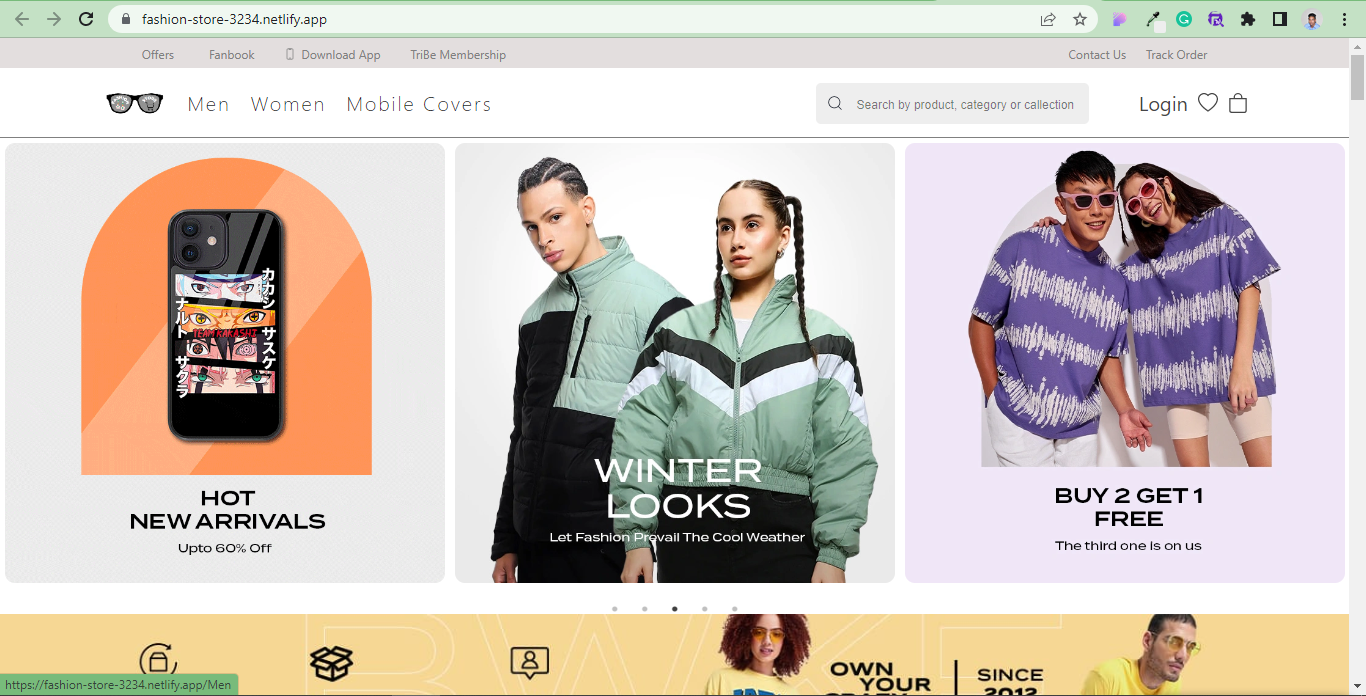 fashion-store-3234.netlify.app
Offers Fanbook Download App TriBe Membership Contact Us Track Order
Men Women Mobile Covers Search by product, category or callection Login
カカシ サスケ
ナルト・サクラ
TEAM KAKASHI
HOT
NEW ARRIVALS
Upto 60% Off
WINTER
LOOKS
Let Fashion Prevail The Cool Weather
BUY 2 GET 1
FREE
The third one is on us
OWN
YOUR
SINCE
2012
https://fashion-store-3234.netlify.app/Men